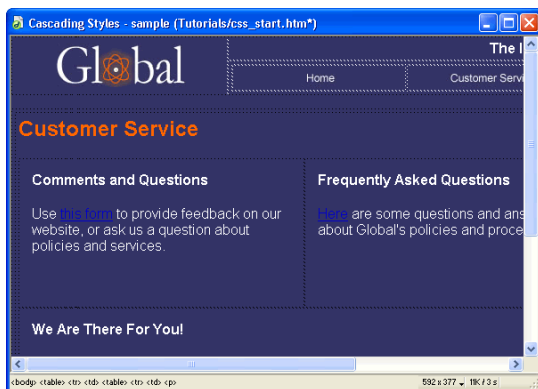 Cascading Styles - sample (Tutorials/css_start.htm*)
Global
The
Home
Customer
Customer Service
Comments and Questions
Use this form to provide feedback on our
website, or ask us a question about
policies and services.
Frequently Asked Questions
Here are some questions and
about Global's policies and
We Are There For You!
<body> <table> <tr> <td> <table> <tr> <td> <p>
592 x 377
11K / 3 s